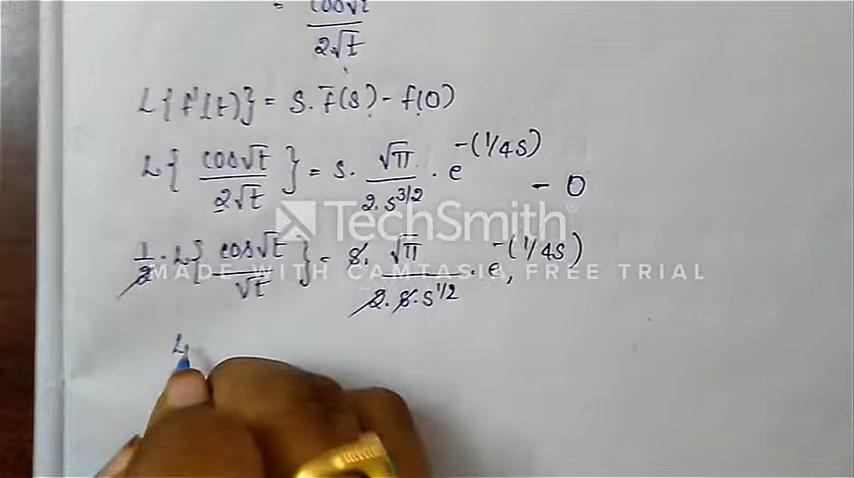 = cos√t / 2√t
L{f'(t)} = S. F̄(s) - f(0)
L{ cos√t / 2√t } = s. √π / 2.s^3/2 . e^-(1/4s) - 0
1/2 . L{ cos√t / √t } = s. √π / 2.s.s^1/2 . e^-(1/4s)
L
TechSmith
MADE WITH CAMTASIA FREE TRIAL